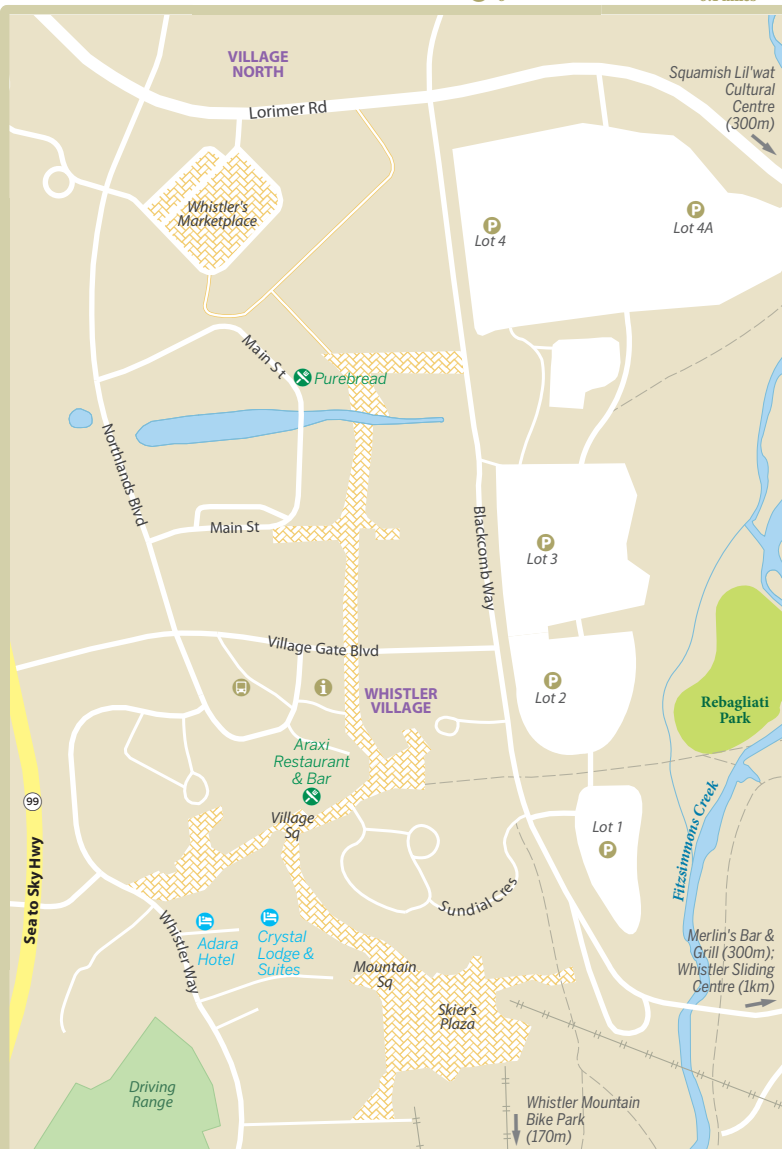 VILLAGE
NORTH
Squamish Lil'wat
Cultural
Centre
(300m)
Lorimer Rd
Whistler's
Marketplace
P
Lot 4
P
Lot 4A
Main St
Purebread
Northlands Blvd
Main St
Blackcomb Way
P
Lot 3
Village Gate Blvd
i
WHISTLER
VILLAGE
P
Lot 2
Rebagliati
Park
Araxi
Restaurant
& Bar
Village
Sq
99
Sea to Sky Hwy
Lot 1
P
Fitzsimmons Creek
Sundial Cres
Whistler Way
Adara
Hotel
Crystal
Lodge &
Suites
Mountain
Sq
Skier's
Plaza
Merlin's Bar &
Grill (300m);
Whistler Sliding
Centre (1km)
Driving
Range
Whistler Mountain
Bike Park
(170m)